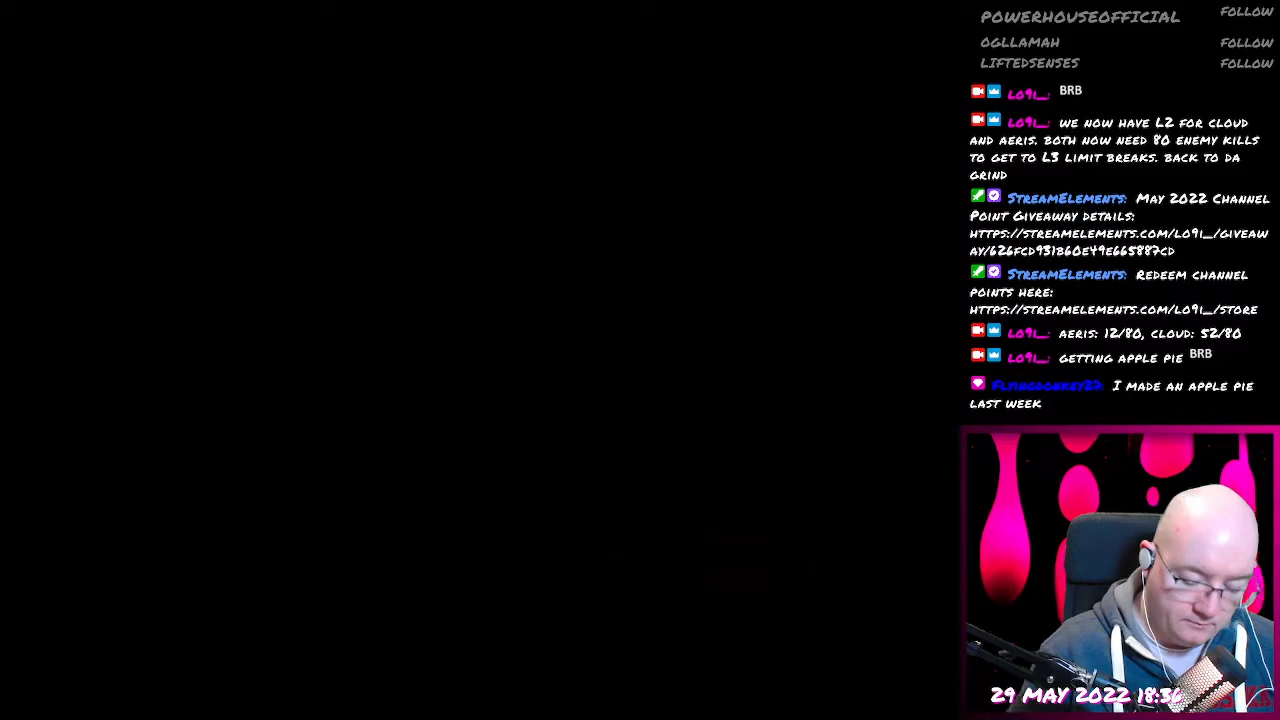 POWERHOUSEOFFICIAL FOLLOW
OGLLAMAH FOLLOW
LIFTEDSENSES FOLLOW
LO9I_: BRB
LO9I_: WE NOW HAVE L2 FOR CLOUD
AND AERIS. BOTH NOW NEED 80 ENEMY KILLS
TO GET TO L3 LIMIT BREAKS. BACK TO DA
GRIND
STREAMELEMENTS: MAY 2022 CHANNEL
POINT GIVEAWAY DETAILS:
HTTPS://STREAMELEMENTS.COM/LO9I_/GIVEAW
AY/626FCD931B60E49E665887CD
STREAMELEMENTS: REDEEM CHANNEL
POINTS HERE:
HTTPS://STREAMELEMENTS.COM/LO9I_/STORE
LO9I_: AERIS: 12/80, CLOUD: 52/80
LO9I_: GETTING APPLE PIE BRB
FLYINGDONKEY27: I MADE AN APPLE PIE
LAST WEEK
29 MAY 2022 18:36